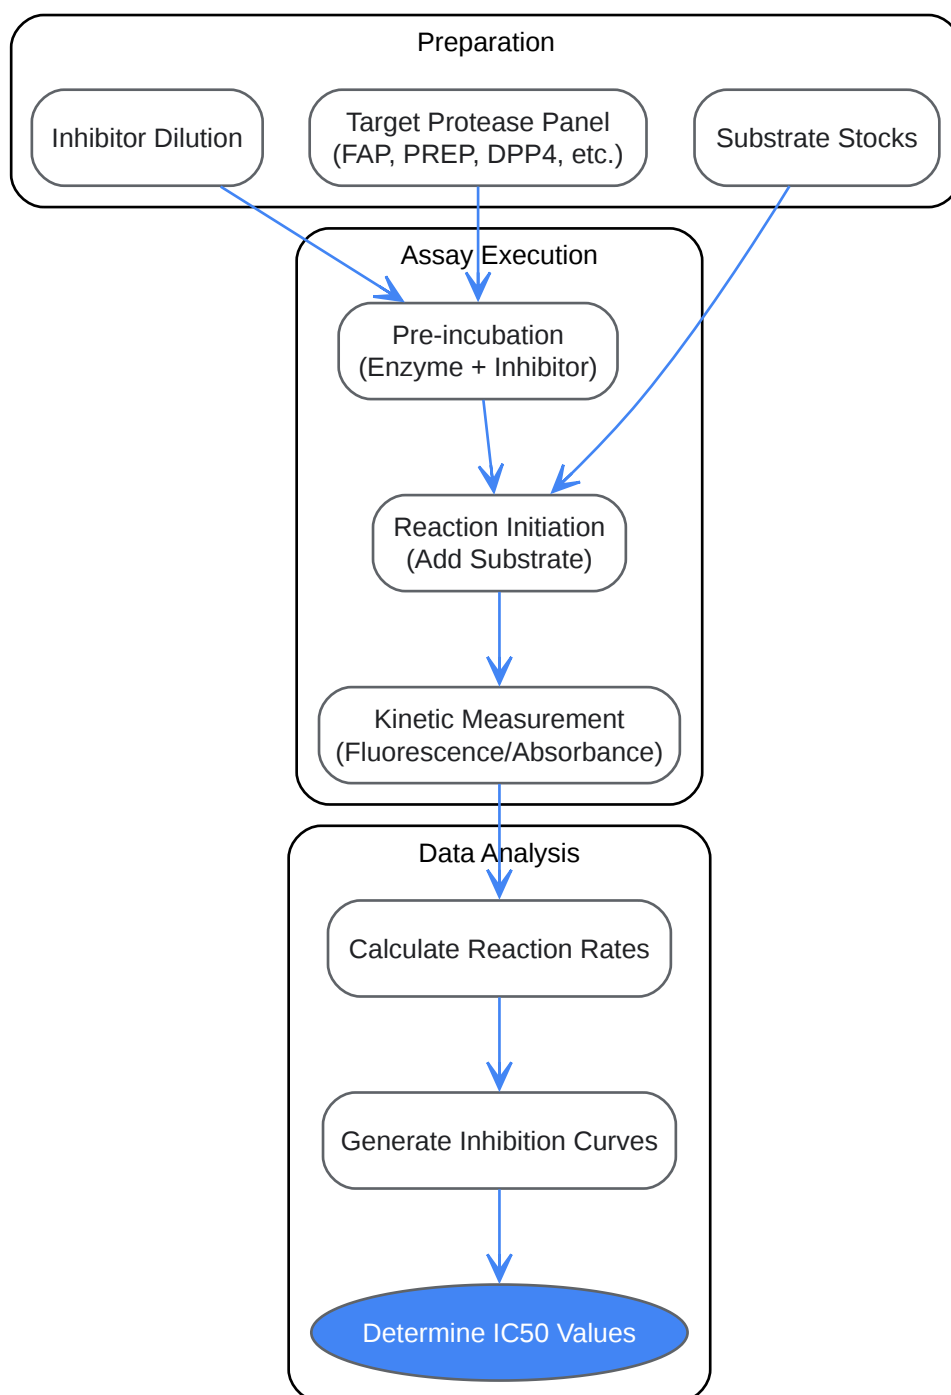 Preparation
Inhibitor Dilution
Target Protease Panel
(FAP, PREP, DPP4, etc.)
Substrate Stocks
Assay Execution
Pre-incubation
(Enzyme + Inhibitor)
Reaction Initiation
(Add Substrate)
Kinetic Measurement
(Fluorescence/Absorbance)
Data Analysis
Calculate Reaction Rates
Generate Inhibition Curves
Determine IC50 Values